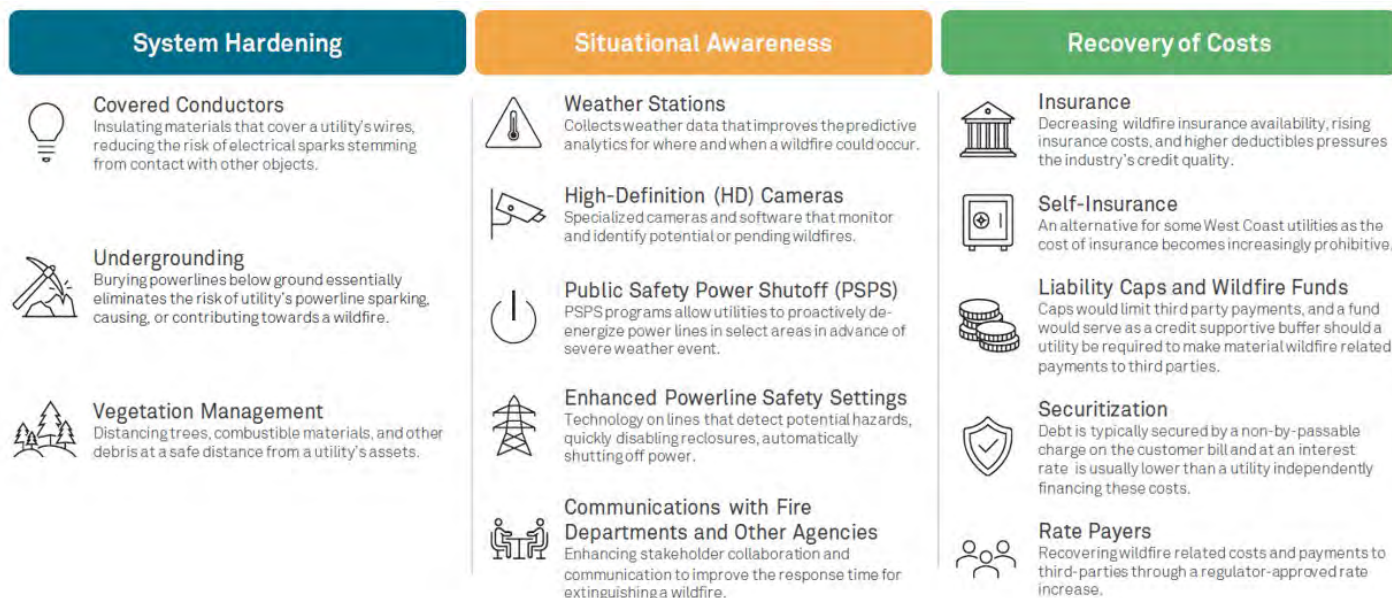 System Hardening
Covered Conductors
Insulating materials that cover a utility's wires,
reducing the risk of electrical sparks stemming
from contact with other objects.
Undergrounding
Burying powerlines below ground essentially
eliminates the risk of utility's powerline sparking,
causing, or contributing towards a wildfire.
Vegetation Management
Distancing trees, combustible materials, and other
debris at a safe distance from a utility's assets.
Situational Awareness
Weather Stations
Collects weather data that improves the predictive
analytics for where and when a wildfire could occur.
High-Definition (HD) Cameras
Specialized cameras and software that monitor
and identify potential or pending wildfires.
Public Safety Power Shutoff (PSPS)
PSPS programs allow utilities to proactively de-
energize power lines in select areas in advance of
severe weather event.
Enhanced Powerline Safety Settings
Technology on lines that detect potential hazards,
quickly disabling reclosures, automatically
shutting off power.
Communications with Fire
Departments and Other Agencies
Enhancing stakeholder collaboration and
communication to improve the response time for
extinguishing a wildfire.
Recovery of Costs
Insurance
Decreasing wildfire insurance availability, rising
insurance costs, and higher deductibles pressures
the industry's credit quality.
Self-Insurance
An alternative for some West Coast utilities as the
cost of insurance becomes increasingly prohibitive.
Liability Caps and Wildfire Funds
Caps would limit third party payments, and a fund
would serve as a credit supportive buffer should a
utility be required to make material wildfire related
payments to third parties.
Securitization
Debt is typically secured by a non-by-passable
charge on the customer bill and at an interest
rate is usually lower than a utility independently
financing these costs.
Rate Payers
Recovering wildfire related costs and payments to
third-parties through a regulator-approved rate
increase.